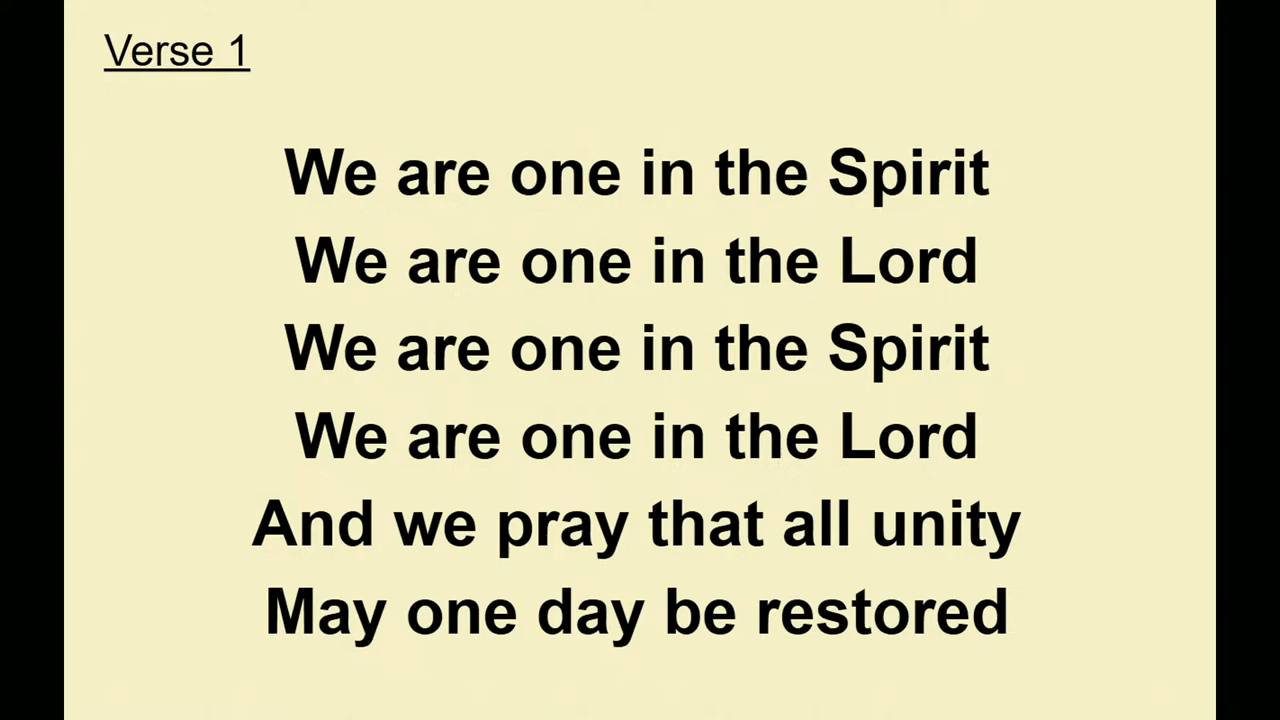 Verse 1
We are one in the Spirit
We are one in the Lord
We are one in the Spirit
We are one in the Lord
And we pray that all unity
May one day be restored